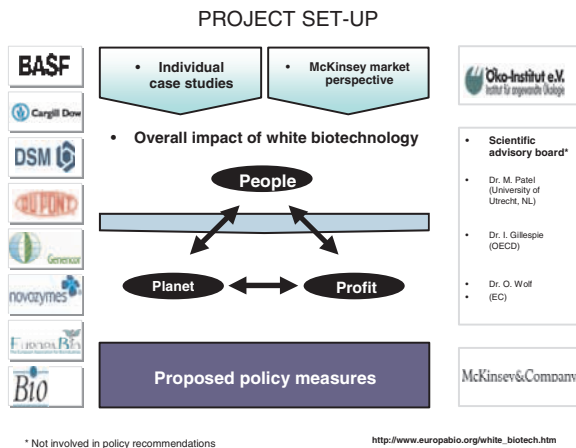 PROJECT SET-UP
BASF
Cargill Dow
DSM
DU PONT
Genencor
novozymes
EuropaBio
Bio
• Individual
case studies
• McKinsey market
perspective
• Overall impact of white biotechnology
People
Planet
Profit
Proposed policy measures
Öko-Institut e.V.
Institut für angewandte Ökologie
• Scientific
advisory board*
• Dr. M. Patel
(University of
Utrecht, NL)
• Dr. I. Gillespie
(OECD)
• Dr. O. Wolf
• (EC)
McKinsey&Company
* Not involved in policy recommendations
http://www.europabio.org/white_biotech.htm